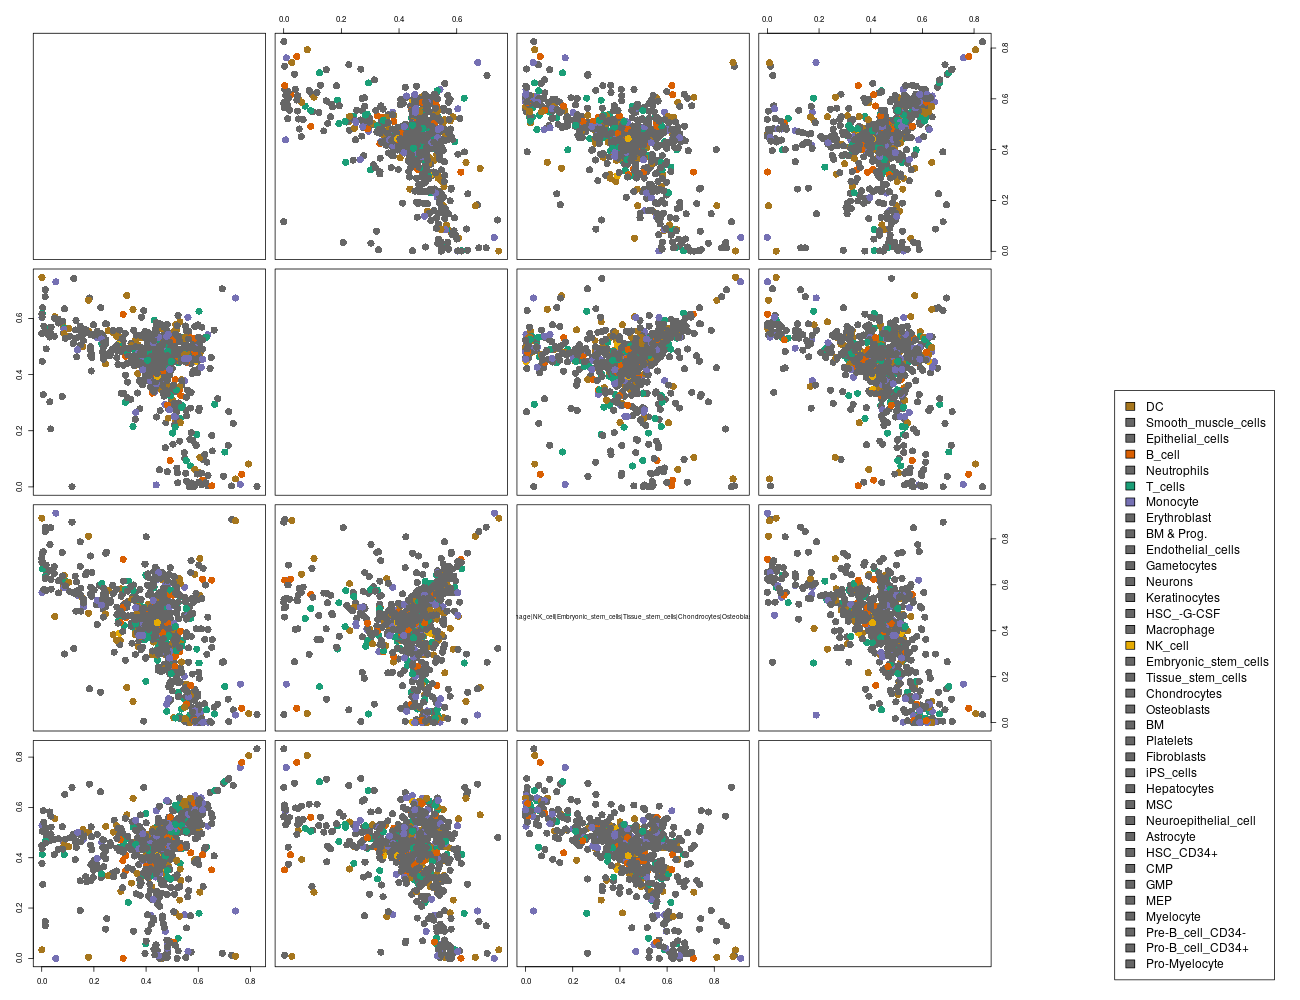 0.0 0.2 0.4 0.6
0.0 0.2 0.4 0.6 0.8
0.8
0.6
0.4
0.2
0.0
0.6
0.4
0.2
0.0
hage|NK_cell|Embryonic_stem_cells|Tissue_stem_cells|Chondrocytes|Osteobla
0.8
0.6
0.4
0.2
0.0
0.8
0.6
0.4
0.2
0.0
0.0 0.2 0.4 0.6 0.8
0.0 0.2 0.4 0.6 0.8
DC
Smooth_muscle_cells
Epithelial_cells
B_cell
Neutrophils
T_cells
Monocyte
Erythroblast
BM & Prog.
Endothelial_cells
Gametocytes
Neurons
Keratinocytes
HSC_-G-CSF
Macrophage
NK_cell
Embryonic_stem_cells
Tissue_stem_cells
Chondrocytes
Osteoblasts
BM
Platelets
Fibroblasts
iPS_cells
Hepatocytes
MSC
Neuroepithelial_cell
Astrocyte
HSC_CD34+
CMP
GMP
MEP
Myelocyte
Pre-B_cell_CD34-
Pro-B_cell_CD34+
Pro-Myelocyte